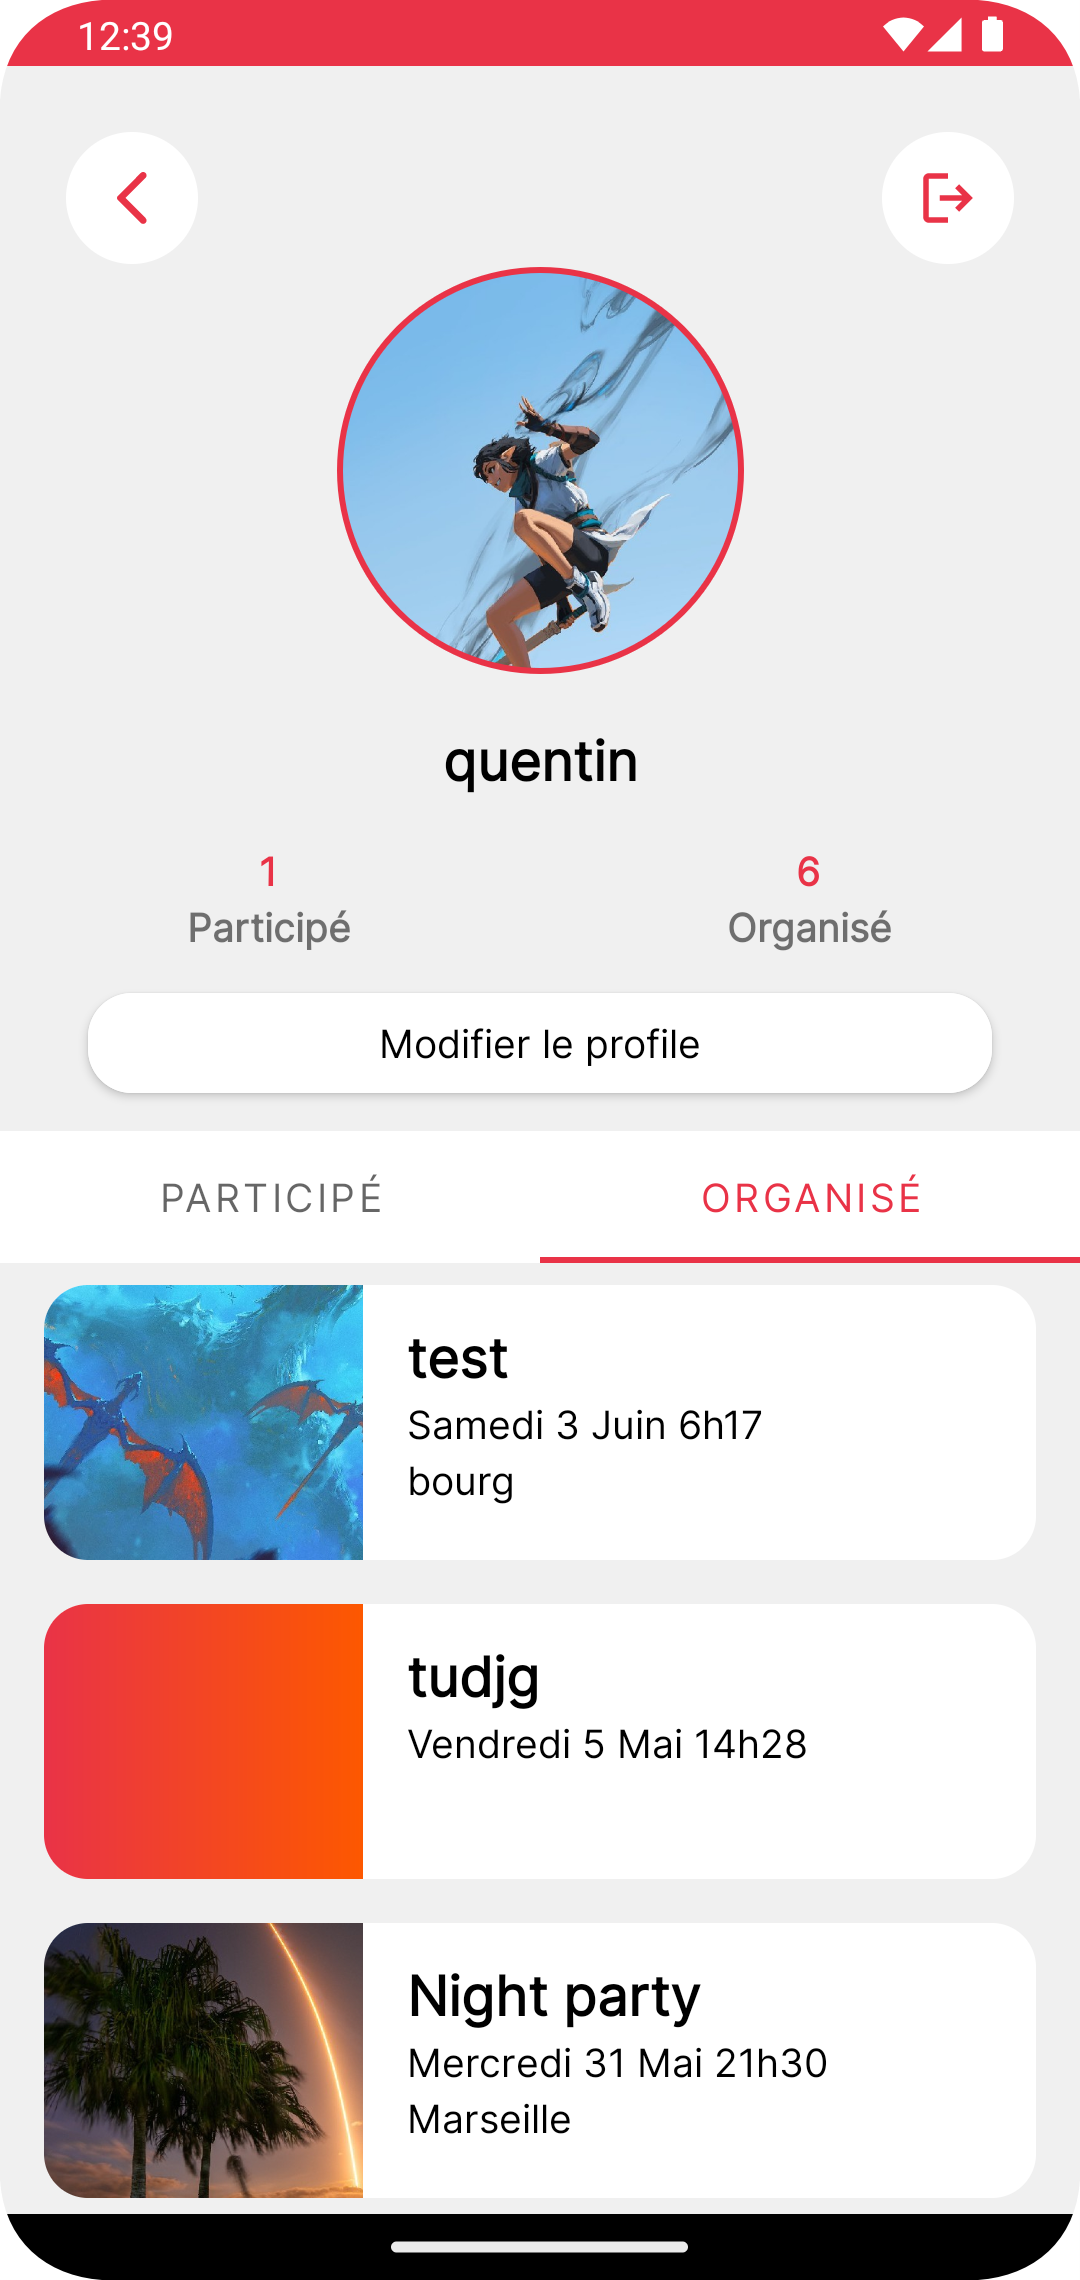 12:39
quentin
1
Participé
6
Organisé
Modifier le profile
PARTICIPÉ
ORGANISÉ
test
Samedi 3 Juin 6h17
bourg
tudjg
Vendredi 5 Mai 14h28
Night party
Mercredi 31 Mai 21h30
Marseille